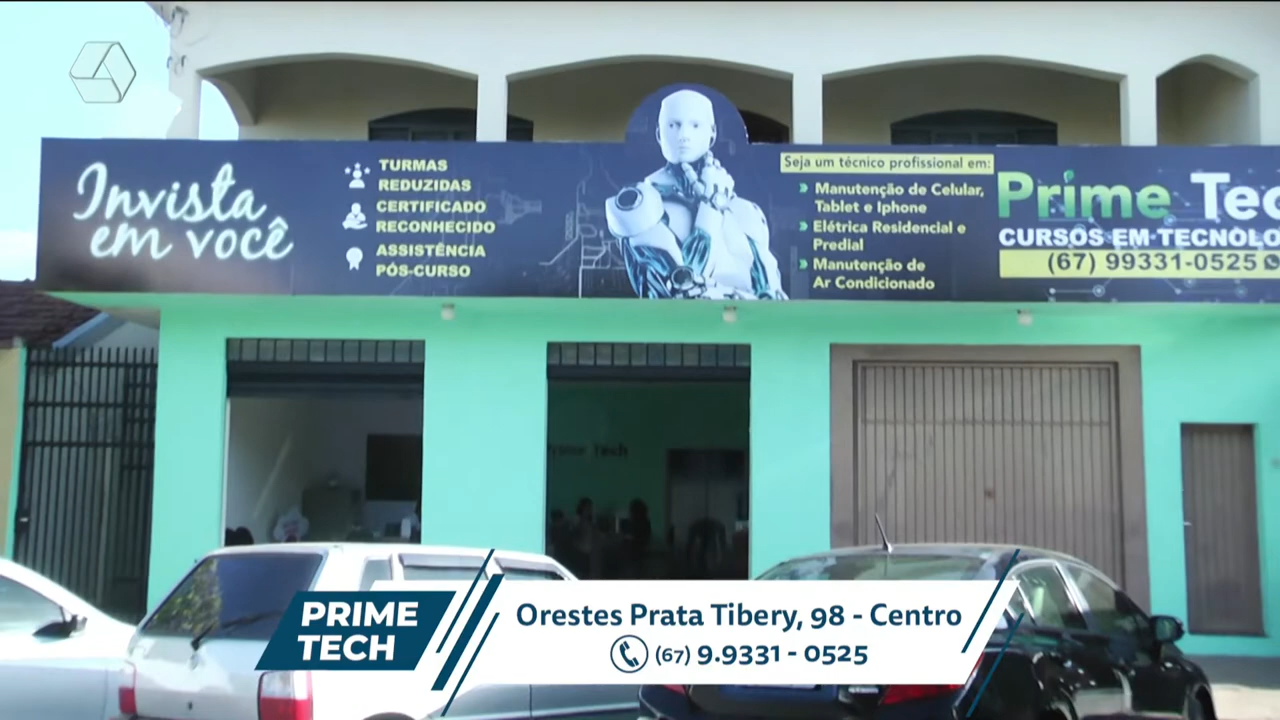 Invista
em você
TURMAS
REDUZIDAS
CERTIFICADO
RECONHECIDO
ASSISTÊNCIA
PÓS-CURSO
Seja um técnico profissional em:
Manutenção de Celular,
Tablet e Iphone
Elétrica Residencial e
Predial
Manutenção de
Ar Condicionado
Prime Tec
CURSOS EM TECNOLO
(67) 99331-0525
Prime Tech
PRIME
TECH
Orestes Prata Tibery, 98 - Centro
(67) 9.9331 - 0525